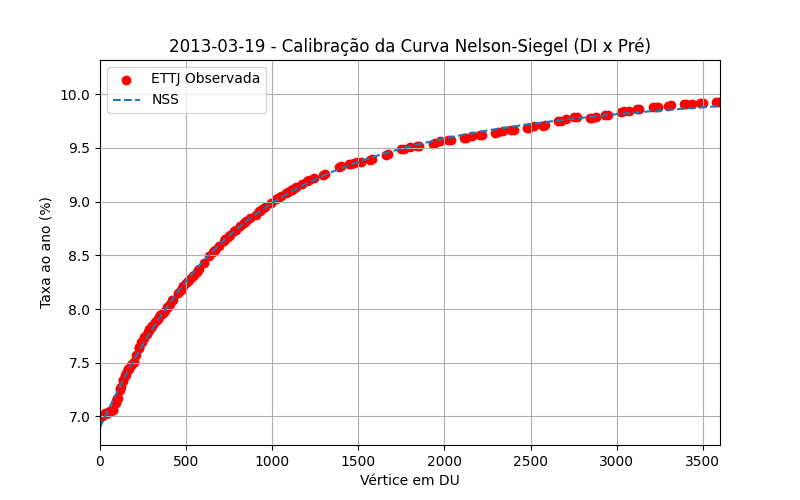 2013-03-19 - Calibração da Curva Nelson-Siegel (DI x Pré)
ETTJ Observada
NSS
Taxa ao ano (%)
10.0
9.5
9.0
8.5
8.0
7.5
7.0
0 500 1000 1500 2000 2500 3000 3500
Vértice em DU